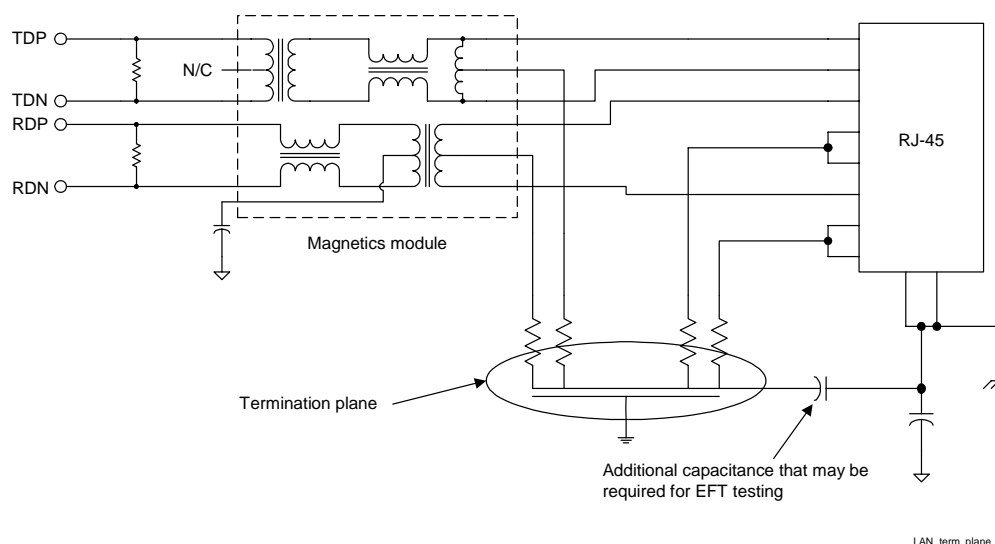 TDP
N/C
TDN
RDP
RDN
RJ-45
Magnetics module
Termination plane
Additional capacitance that may be
required for EFT testing
LAN_term_plane